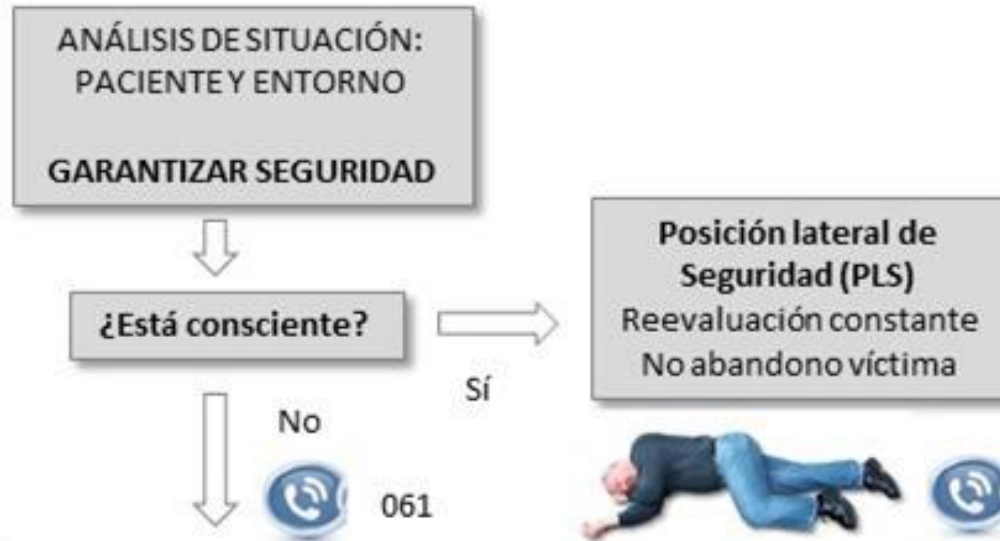 ANÁLISIS DE SITUACIÓN:
PACIENTE Y ENTORNO
GARANTIZAR SEGURIDAD
¿Está consciente?
Sí
Posición lateral de
Seguridad (PLS)
Reevaluación constante
No abandono víctima
No
061